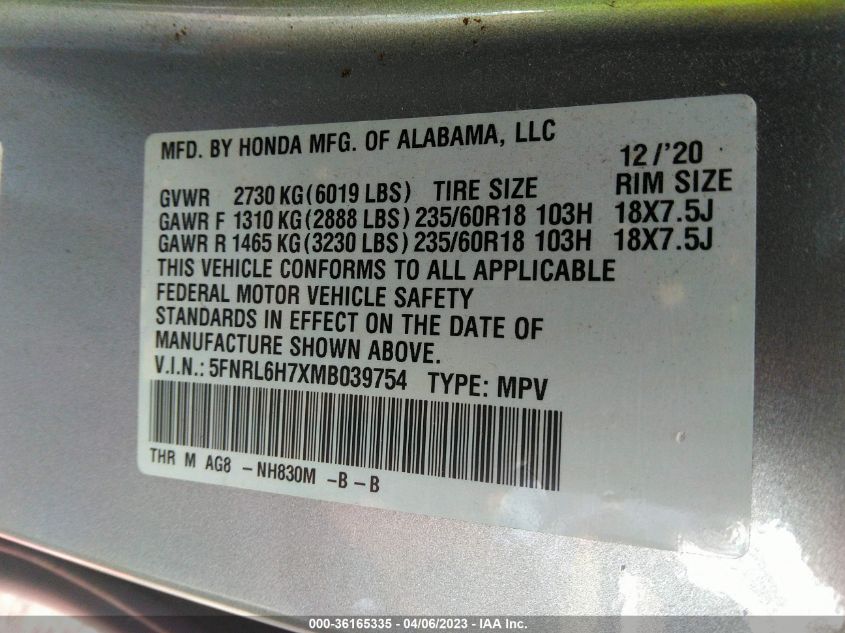 MFD. BY HONDA MFG. OF ALABAMA, LLC 12/'20
GVWR 2730 KG(6019 LBS) TIRE SIZE RIM SIZE
GAWR F 1310 KG(2888 LBS) 235/60R18 103H 18X7.5J
GAWR R 1465 KG(3230 LBS) 235/60R18 103H 18X7.5J
THIS VEHICLE CONFORMS TO ALL APPLICABLE
FEDERAL MOTOR VEHICLE SAFETY
STANDARDS IN EFFECT ON THE DATE OF
MANUFACTURE SHOWN ABOVE.
V.I.N.: 5FNRL6H7XMB039754 TYPE: MPV
THR M AG8 -NH830M -B-B
000-36165335 - 04/06/2023 - IAA Inc.